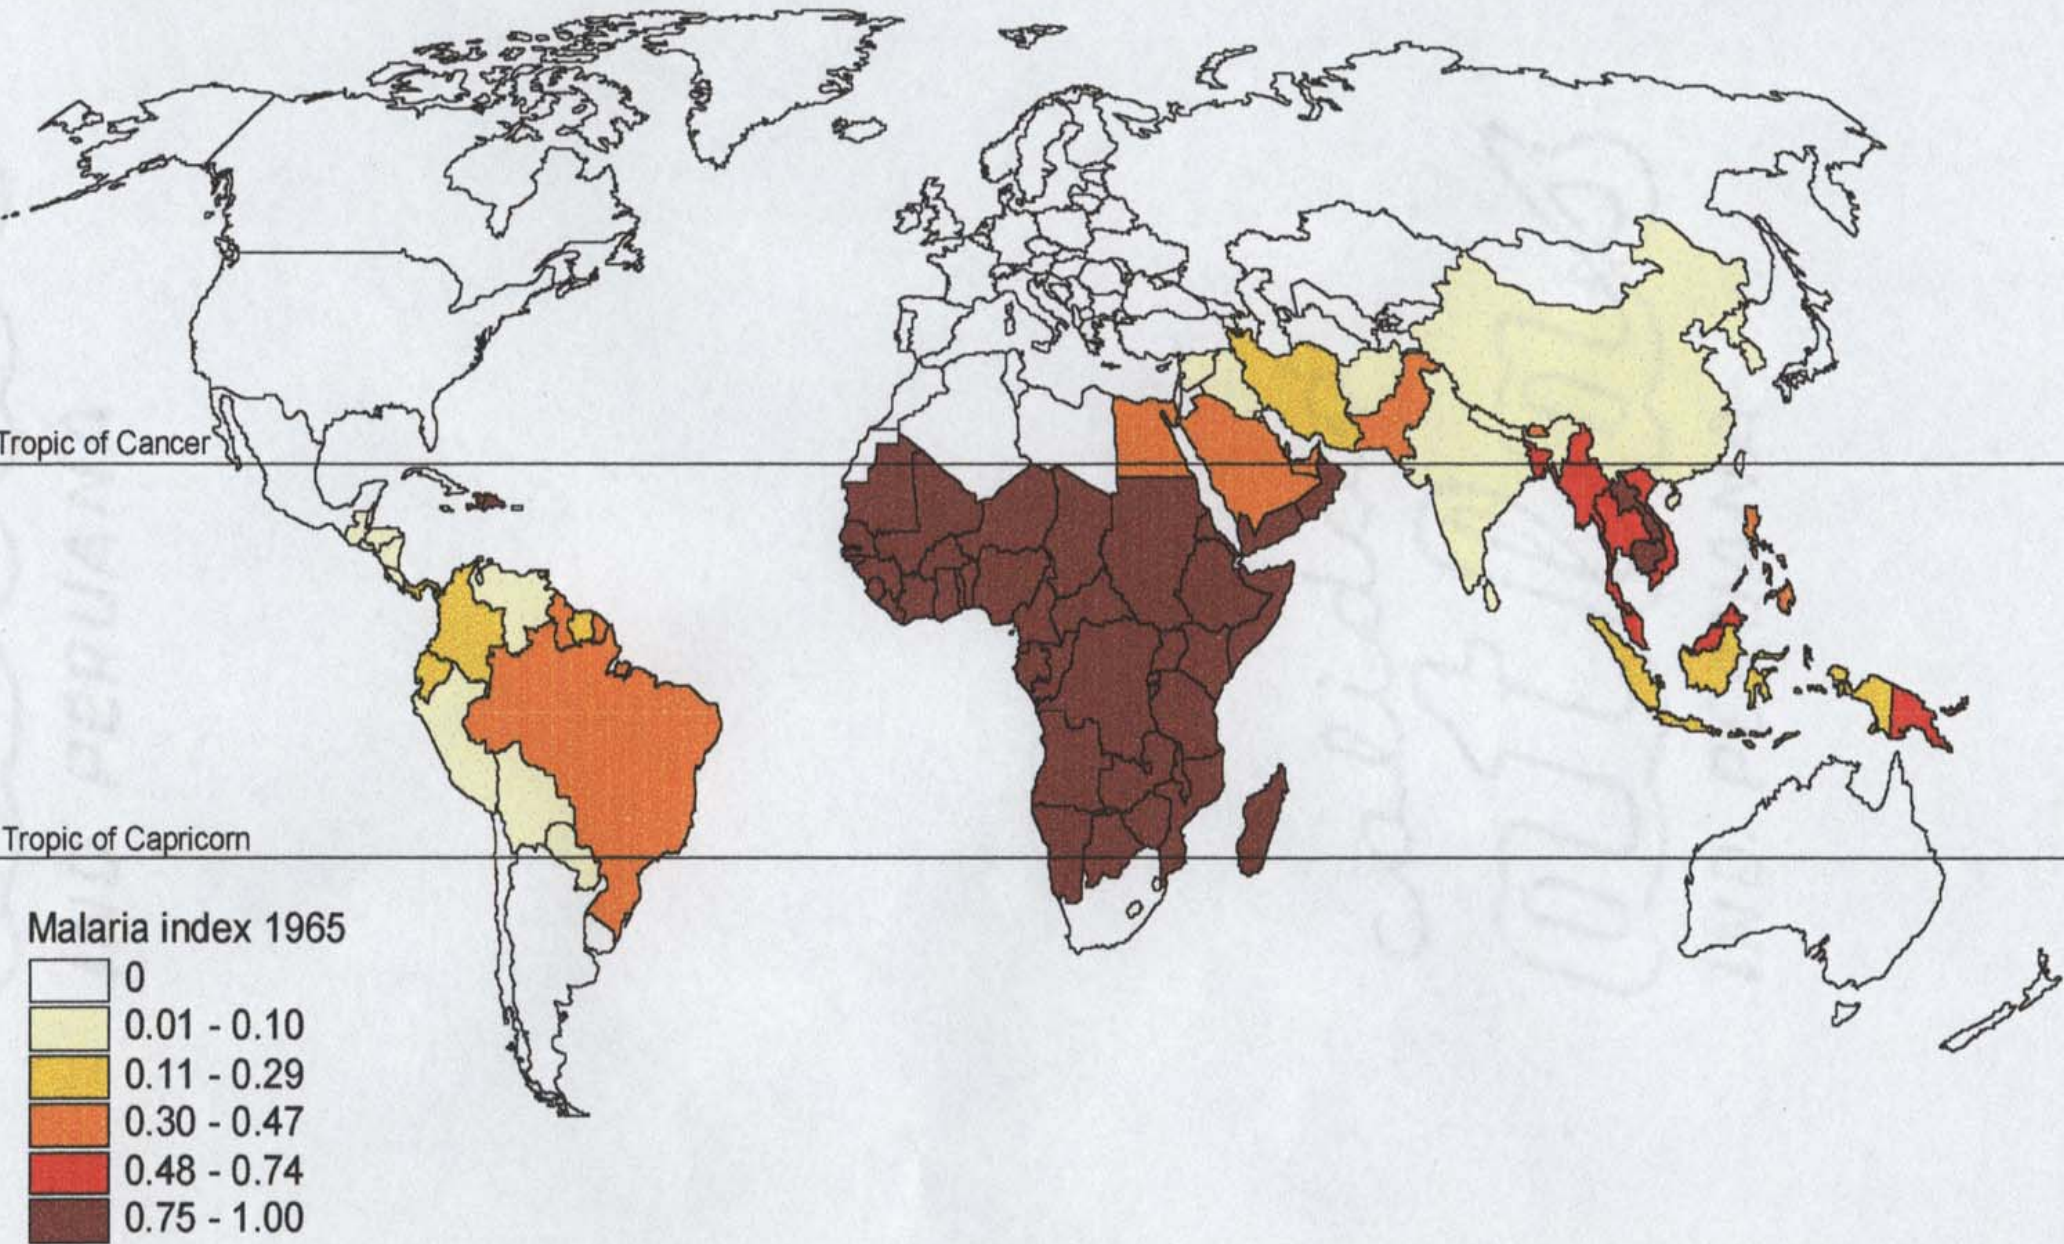 Tropic of Cancer
Tropic of Capricorn
Malaria index 1965
0
0.01 - 0.10
0.11 - 0.29
0.30 - 0.47
0.48 - 0.74
0.75 - 1.00